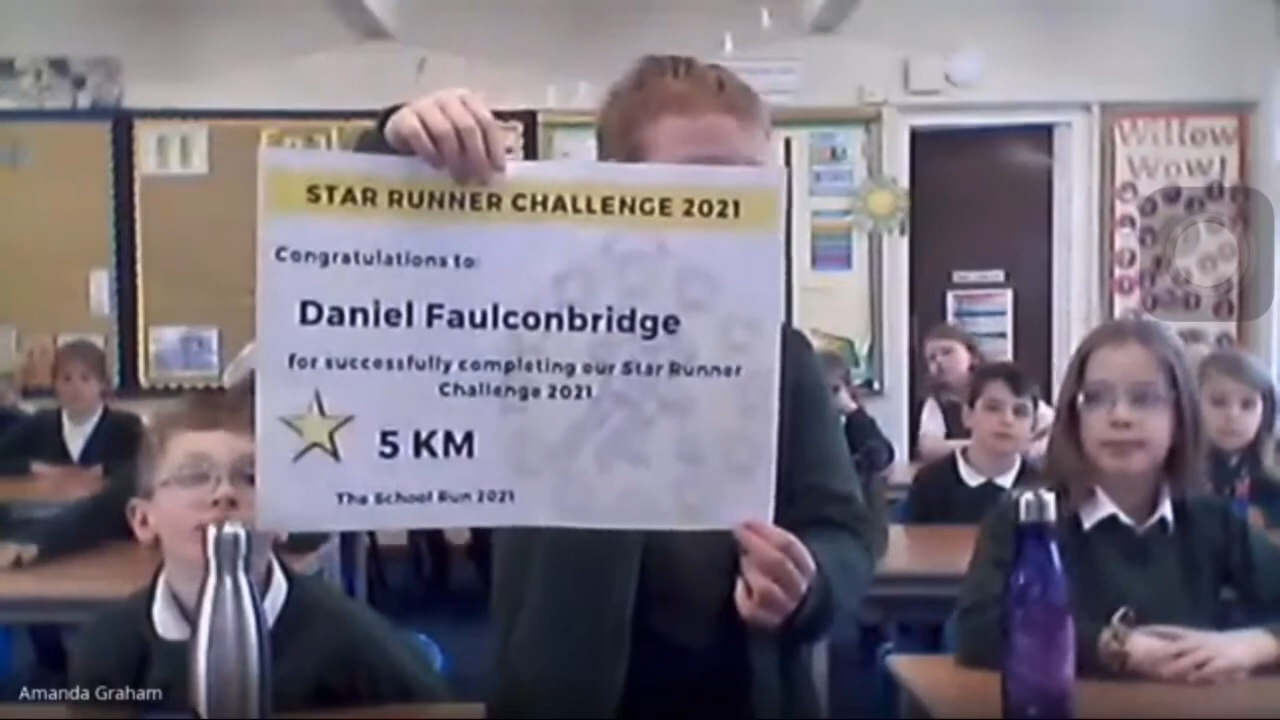 Willow
Wow!
STAR RUNNER CHALLENGE 2021
Congratulations to:
Daniel Faulconbridge
for successfully completing our Star Runner
Challenge 2021
5 KM
The School Run 2021
Amanda Graham